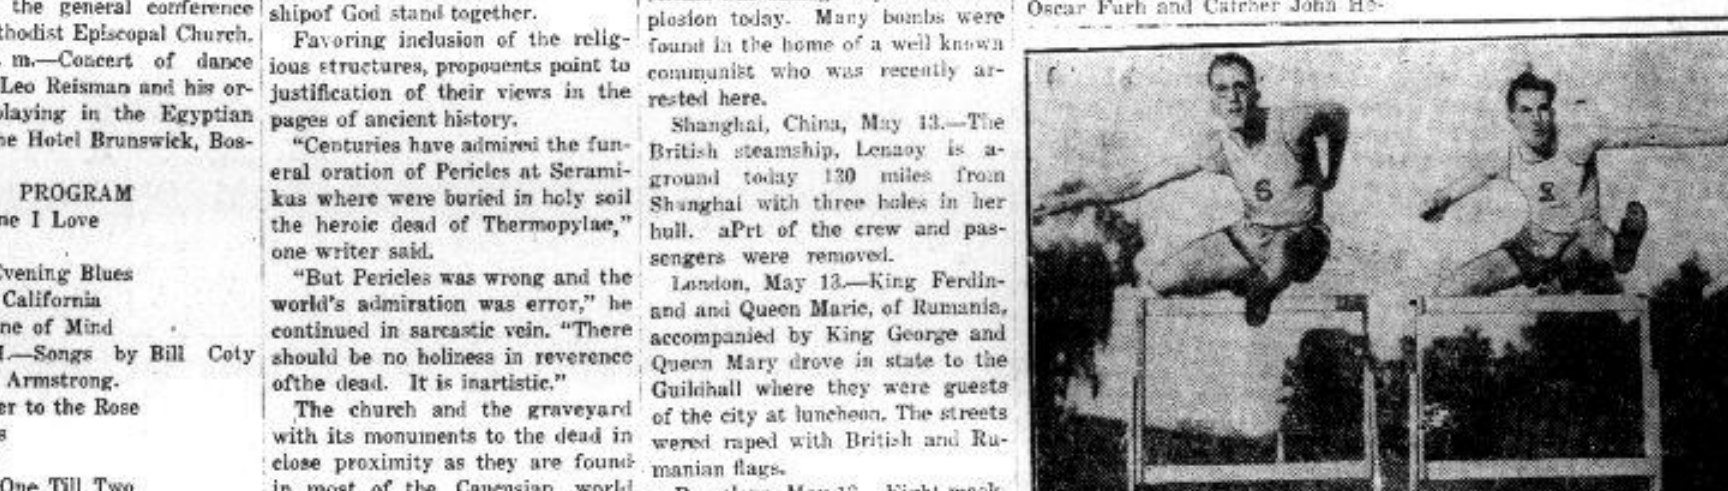 the general conference
thodist Episcopal Church.
m.—Concert of dance
Leo Reisman and his or-
playing in the Egyptian
he Hotel Brunswick, Bos-
PROGRAM
ne I Love
Evening Blues
California
ne of Mind
M.—Songs by Bill Coty
Armstrong.
er to the Rose
s
One Till Two
shipof God stand together.
Favoring inclusion of the relig-
ious structures, proponents point to
justification of their views in the
pages of ancient history.
"Centuries have admired the fun-
eral oration of Pericles at Serami-
kus where were buried in holy soil
the heroic dead of Thermopylae,"
one writer said.
"But Pericles was wrong and the
world's admiration was error," he
continued in sarcastic vein. "There
should be no holiness in reverence
ofthe dead. It is inartistic."
The church and the graveyard
with its monuments to the dead in
close proximity as they are found
in most of the Caucasian world
plosion today. Many bombs were
found in the home of a well known
communist who was recently ar-
rested here.
Shanghai, China, May 13.—The
British steamship, Lennoy is a-
ground today 130 miles from
Shanghai with three holes in her
hull. aPrt of the crew and pas-
sengers were removed.
London, May 13.—King Ferdin-
and and Queen Marie, of Rumania,
accompanied by King George and
Queen Mary drove in state to the
Guildhall where they were guests
of the city at luncheon. The streets
wered raped with British and Ru-
manian flags.
May 13. Eight
Oscar Furh and Catcher John He-
6
2